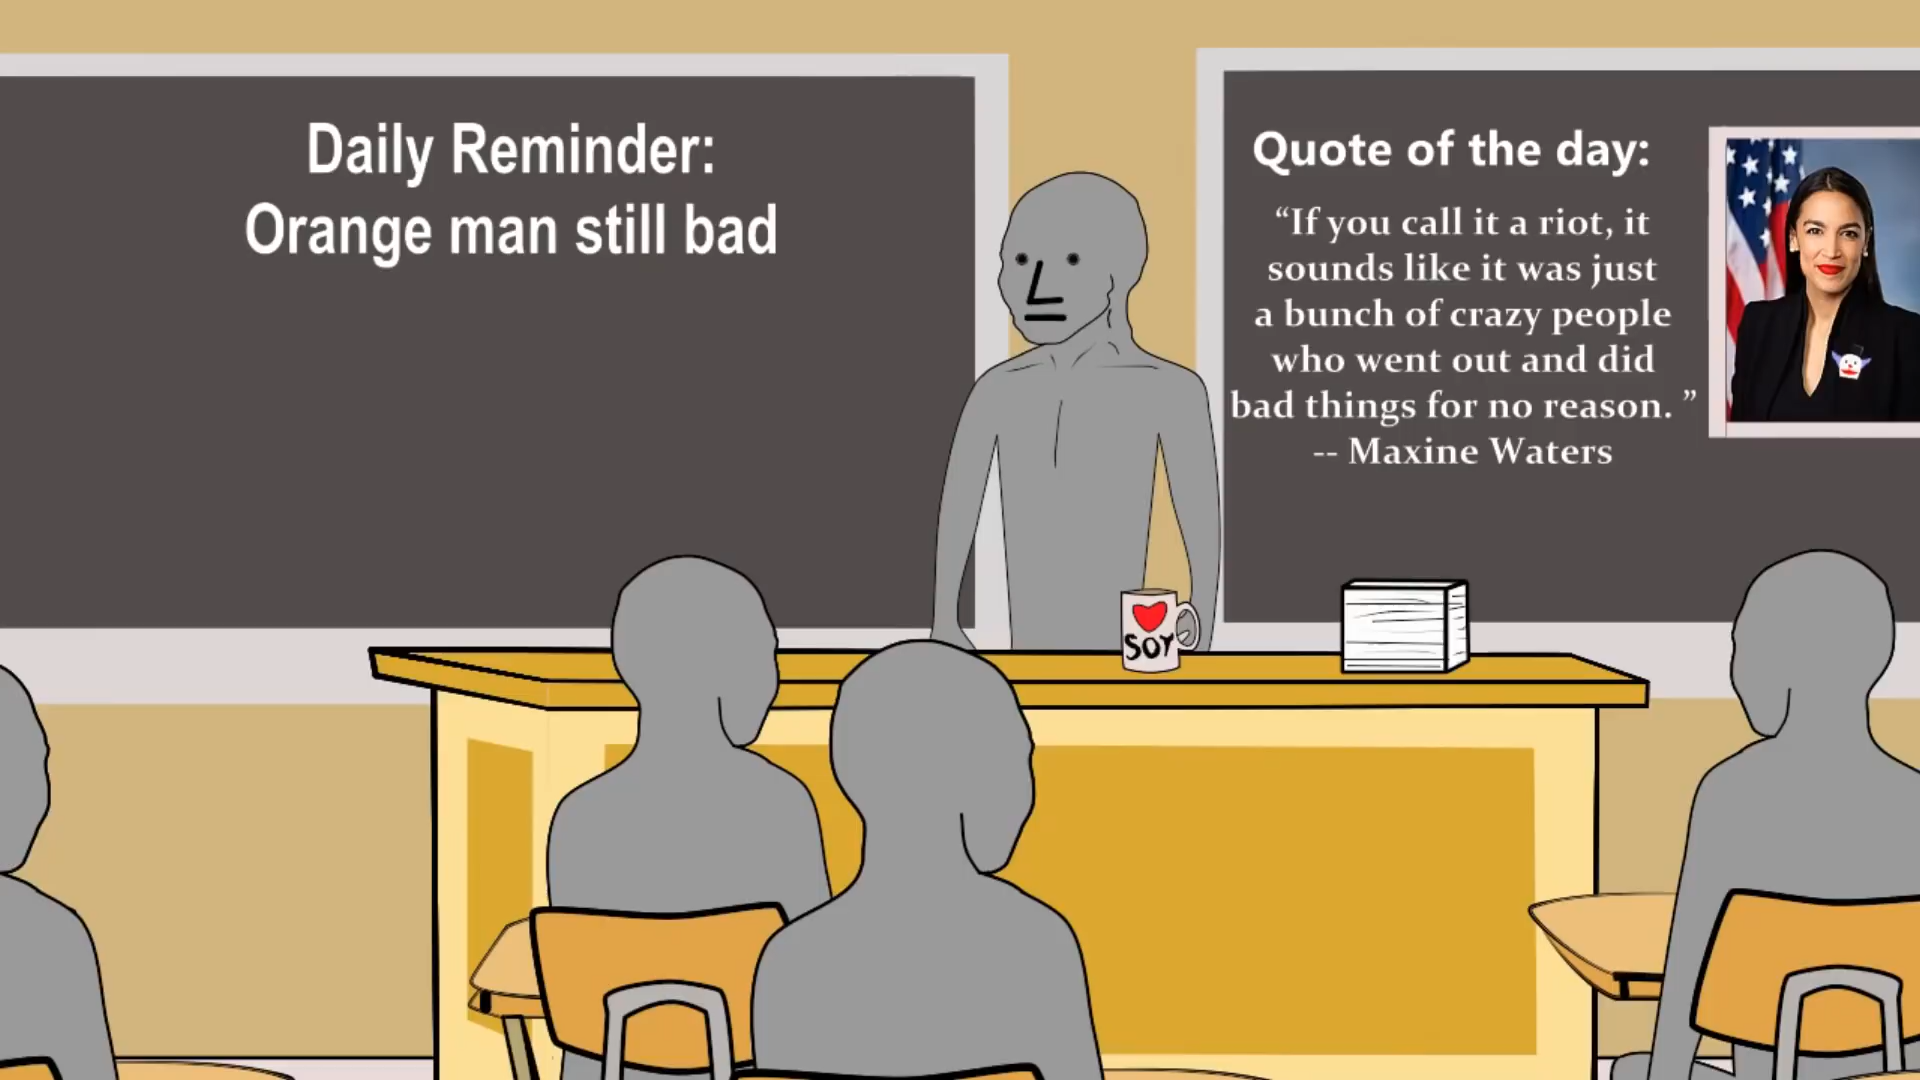 Daily Reminder:
Orange man still bad
Quote of the day:
“If you call it a riot, it
sounds like it was just
a bunch of crazy people
who went out and did
bad things for no reason. ”
-- Maxine Waters
SOY